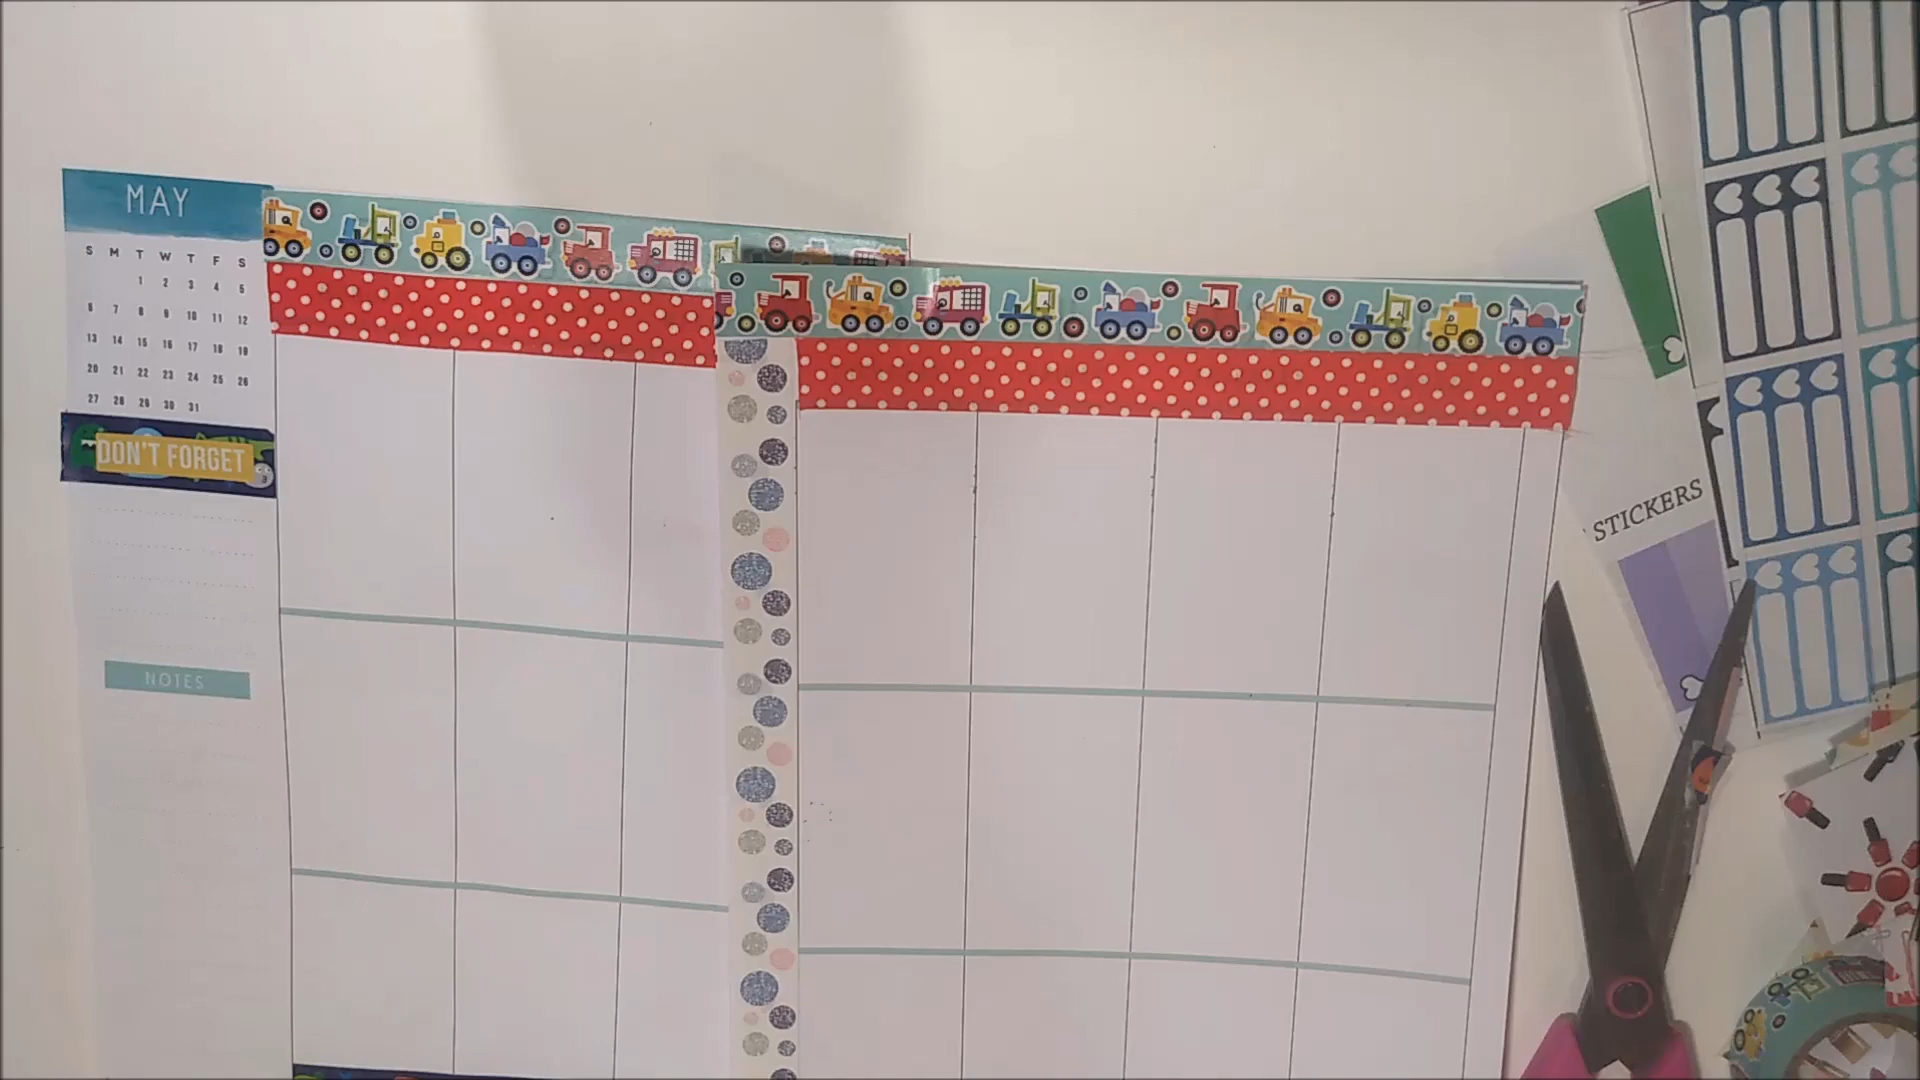 MAY
S M T W T F S
1 2 3 4 5
6 7 8 9 10 11 12
13 14 15 16 17 18 19
20 21 22 23 24 25 26
27 28 29 30 31
DON'T FORGET
NOTES
STICKERS